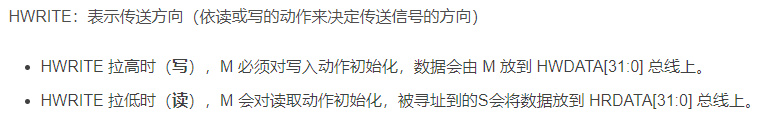 HWRITE：表示传送方向（依读或写的动作来决定传送信号的方向）
• HWRITE 拉高时（写），M 必须对写入动作初始化，数据会由 M 放到 HWDATA[31:0] 总线上。
• HWRITE 拉低时（读），M 会对读取动作初始化，被寻址到的S会将数据放到 HRDATA[31:0] 总线上。